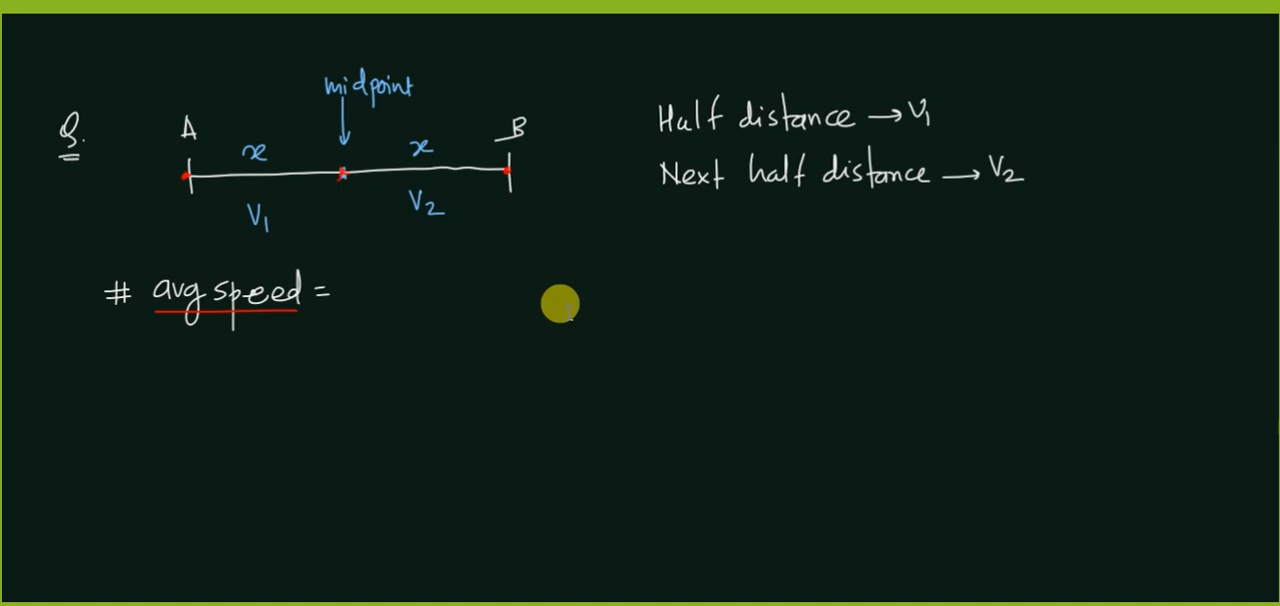 midpoint
Q. A B
x x
V1 V2
Half distance → V1
Next half distance → V2
# avg speed =